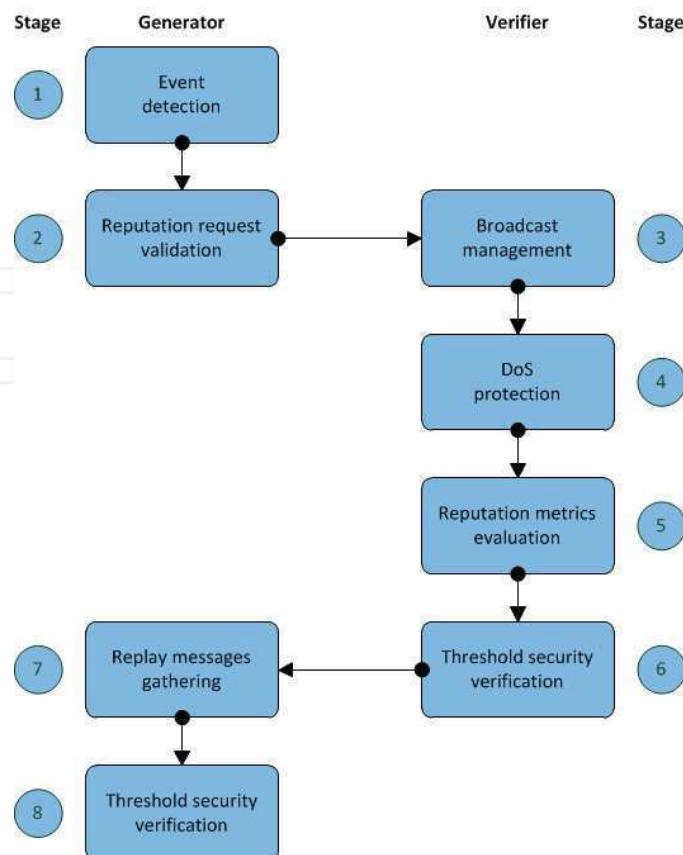 Stage Generator Verifier Stage
1
Event
detection
2
Reputation request
validation
Broadcast
management
3
DoS
protection
4
Reputation metrics
evaluation
5
7
Replay messages
gathering
Threshold security
verification
6
8
Threshold security
verification